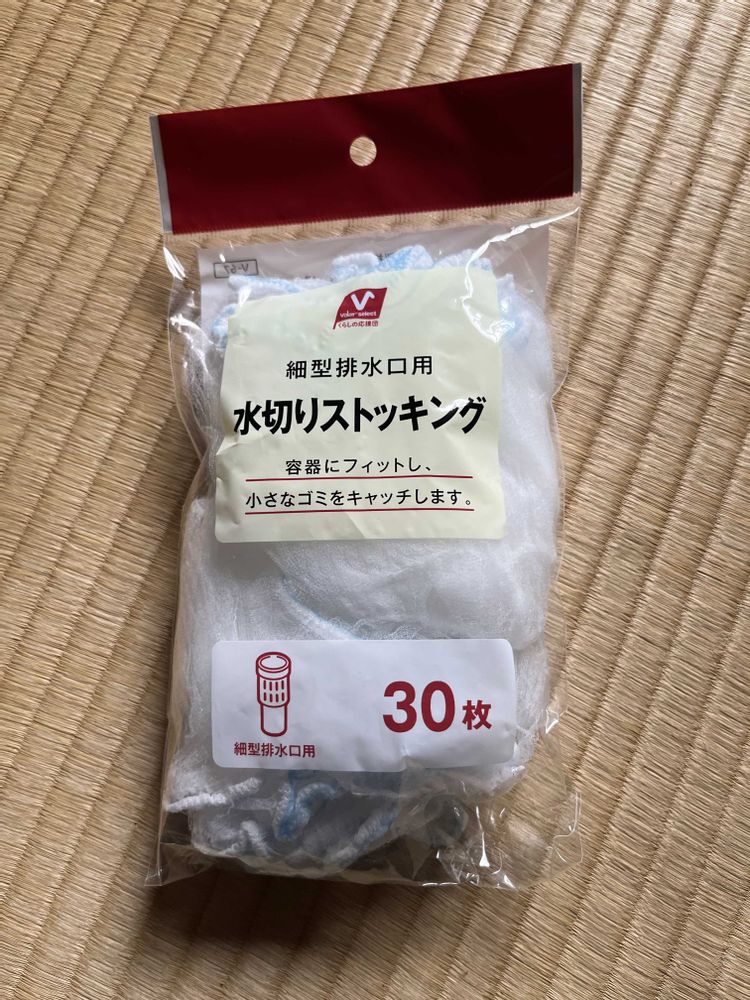 V-67
V
Valor select
くらしの応援団
細型排水口用
水切りストッキング
容器にフィットし、
小さなゴミをキャッチします。
細型排水口用
30枚